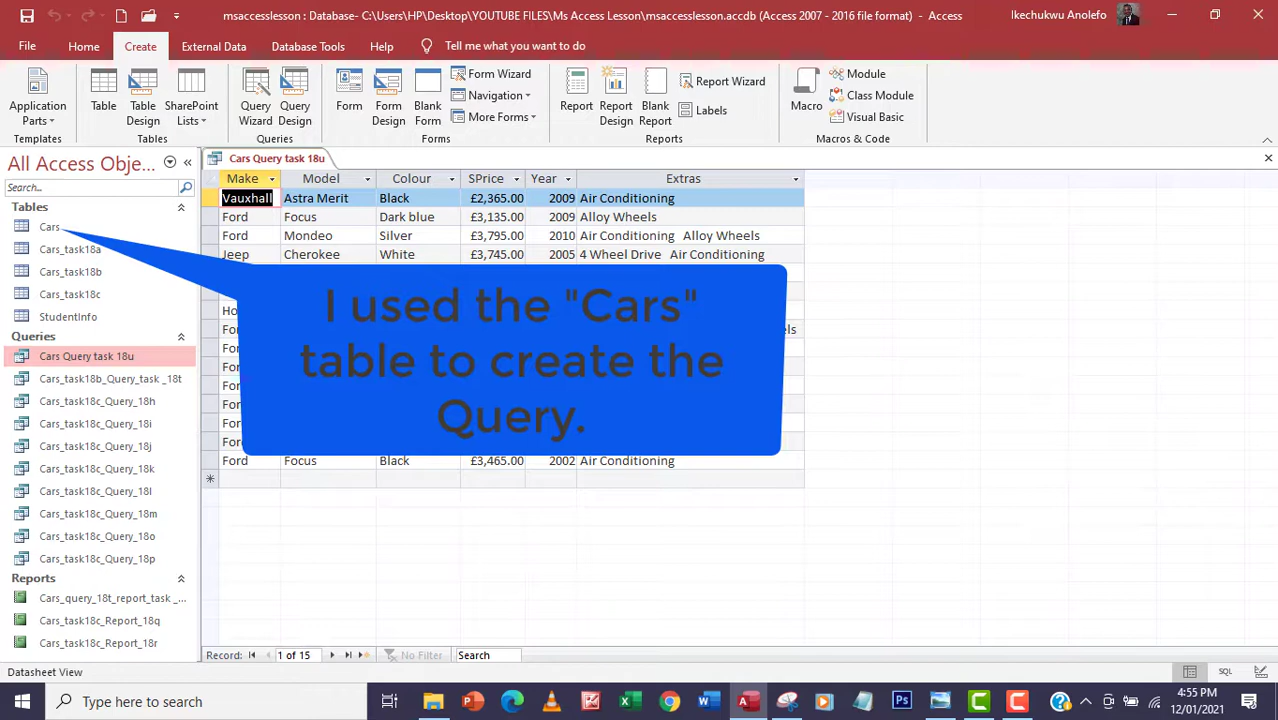 msaccesslesson : Database- C:\Users\HP\Desktop\YOUTUBE FILES\Ms Access Lesson\msaccesslesson.accdb (Access 2007 - 2016 file format) - Access
Ikechukwu Anolefo
File Home Create External Data Database Tools Help Tell me what you want to do
Application Parts
Table
Table Design
SharePoint Lists
Query Wizard
Query Design
Form
Form Design
Blank Form
Form Wizard
Navigation
More Forms
Report
Report Design
Blank Report
Report Wizard
Labels
Macro
Module
Class Module
Visual Basic
Templates Tables Queries Forms Reports Macros & Code
All Access Obje...
Search...
Tables
Cars
Cars_task18a
Cars_task18b
Cars_task18c
StudentInfo
Queries
Cars Query task 18u
Cars_task18b_Query_task _18t
Cars_task18c_Query_18h
Cars_task18c_Query_18i
Cars_task18c_Query_18j
Cars_task18c_Query_18k
Cars_task18c_Query_18l
Cars_task18c_Query_18m
Cars_task18c_Query_18o
Cars_task18c_Query_18p
Reports
Cars_query_18t_report_task _...
Cars_task18c_Report_18q
Cars_task18c_Report_18r
Cars Query task 18u
Make Model Colour SPrice Year Extras
Vauxhall Astra Merit Black £2,365.00 2009 Air Conditioning
Ford Focus Dark blue £3,135.00 2009 Alloy Wheels
Ford Mondeo Silver £3,795.00 2010 Air Conditioning Alloy Wheels
Jeep Cherokee White £3,745.00 2005 4 Wheel Drive Air Conditioning
I used the "Cars"
table to create the
Query.
Ford Focus Black £3,465.00 2002 Air Conditioning
Record: 1 of 15 No Filter Search
Datasheet View
SQL
Type here to search
4:55 PM
12/01/2021